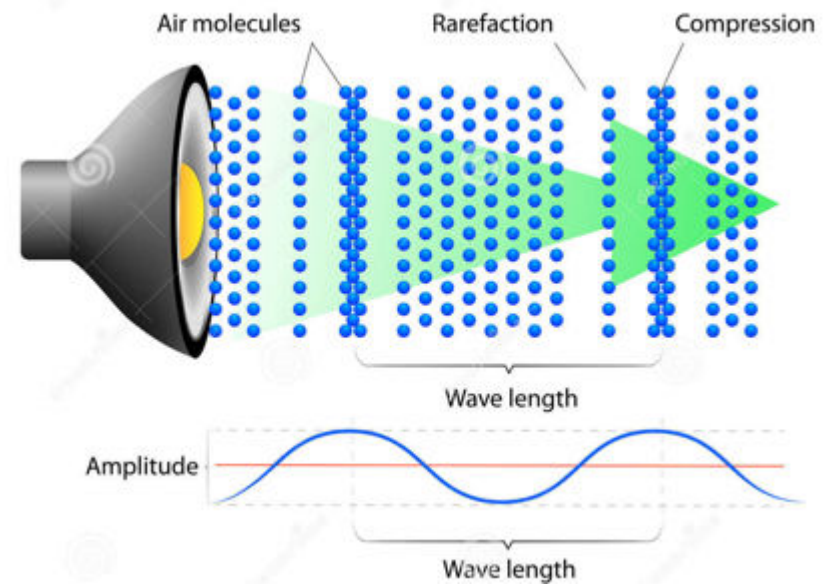 Air molecules
Rarefaction
Compression
Wave length
Amplitude
Wave length